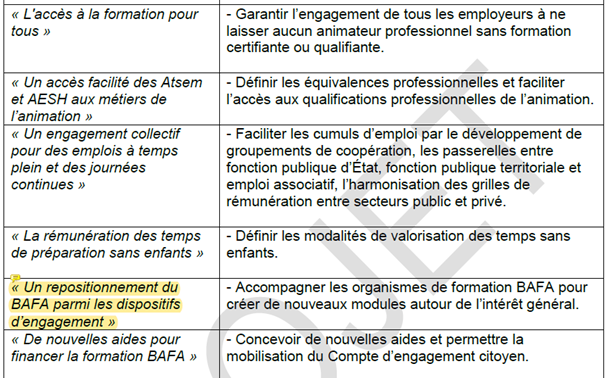 « L'accès à la formation pour
tous »
- Garantir l'engagement de tous les employeurs à ne
laisser aucun animateur professionnel sans formation
certifiante ou qualifiante.
« Un accès facilité des Atsem
et AESH aux métiers de
l'animation »
- Définir les équivalences professionnelles et faciliter
l'accès aux qualifications professionnelles de l'animation.
« Un engagement collectif
pour des emplois à temps
plein et des journées
continues »
- Faciliter les cumuls d'emploi par le développement de
groupements de coopération, les passerelles entre
fonction publique d'État, fonction publique territoriale et
emploi associatif, l'harmonisation des grilles de
rémunération entre secteurs public et privé.
« La rémunération des temps
de préparation sans enfants »
- Définir les modalités de valorisation des temps sans
enfants.
« Un repositionnement du
BAFA parmi les dispositifs
d'engagement »
- Accompagner les organismes de formation BAFA pour
créer de nouveaux modules autour de l'intérêt général.
« De nouvelles aides pour
financer la formation BAFA »
- Concevoir de nouvelles aides et permettre la
mobilisation du Compte d'engagement citoyen.
OJET